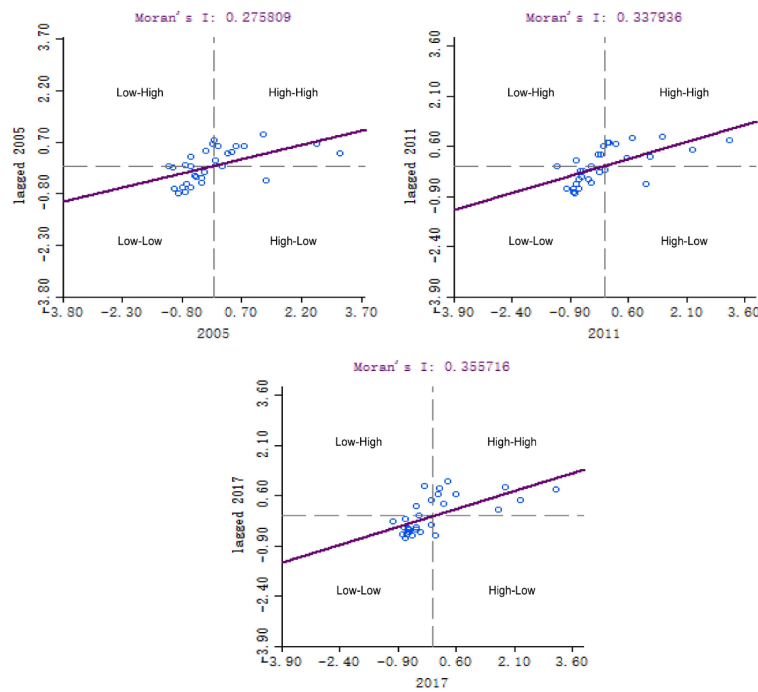 Moran's I: 0.275809
3.70
2.20
0.70
-0.80
-2.30
-3.80
lagged 2005
Low-High
High-High
Low-Low
High-Low
-3.80 -2.30 -0.80 0.70 2.20 3.70
2005
Moran's I: 0.337936
3.60
2.10
0.60
-0.90
-2.40
-3.90
lagged 2011
Low-High
High-High
Low-Low
High-Low
-3.90 -2.40 -0.90 0.60 2.10 3.60
2011
Moran's I: 0.355716
3.60
2.10
0.60
-0.90
-2.40
-3.90
lagged 2017
Low-High
High-High
Low-Low
High-Low
-3.90 -2.40 -0.90 0.60 2.10 3.60
2017